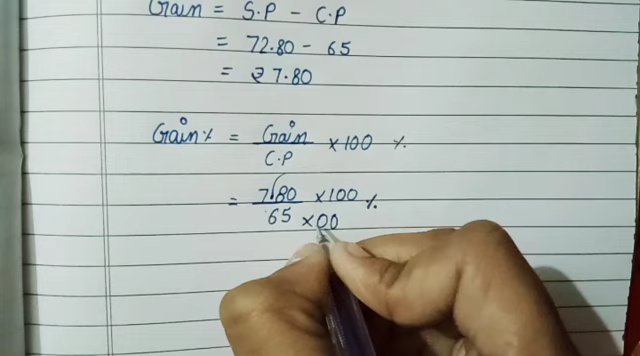 Gain = S.P - C.P
= 72.80 - 65
= ₹7.80
Gain% = Gain/C.P ×100 %
= 7.80/65×00 ×100 %